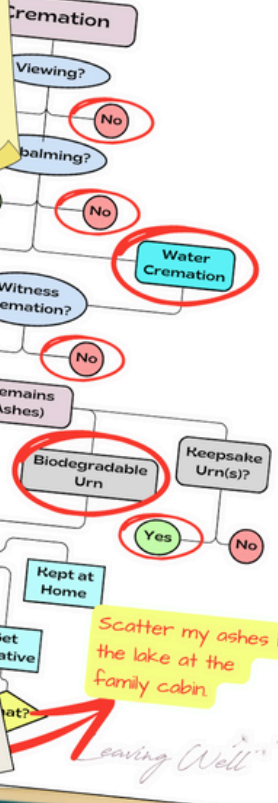 Cremation
Viewing?
No
balming?
No
Water
Cremation
Witness
emation?
No
emains
Ashes)
Biodegradable
Urn
Keepsake
Urn(s)?
Yes
No
Kept at
Home
et
ative
Scatter my ashes
the lake at the
family cabin.
hat?
Leaving Well